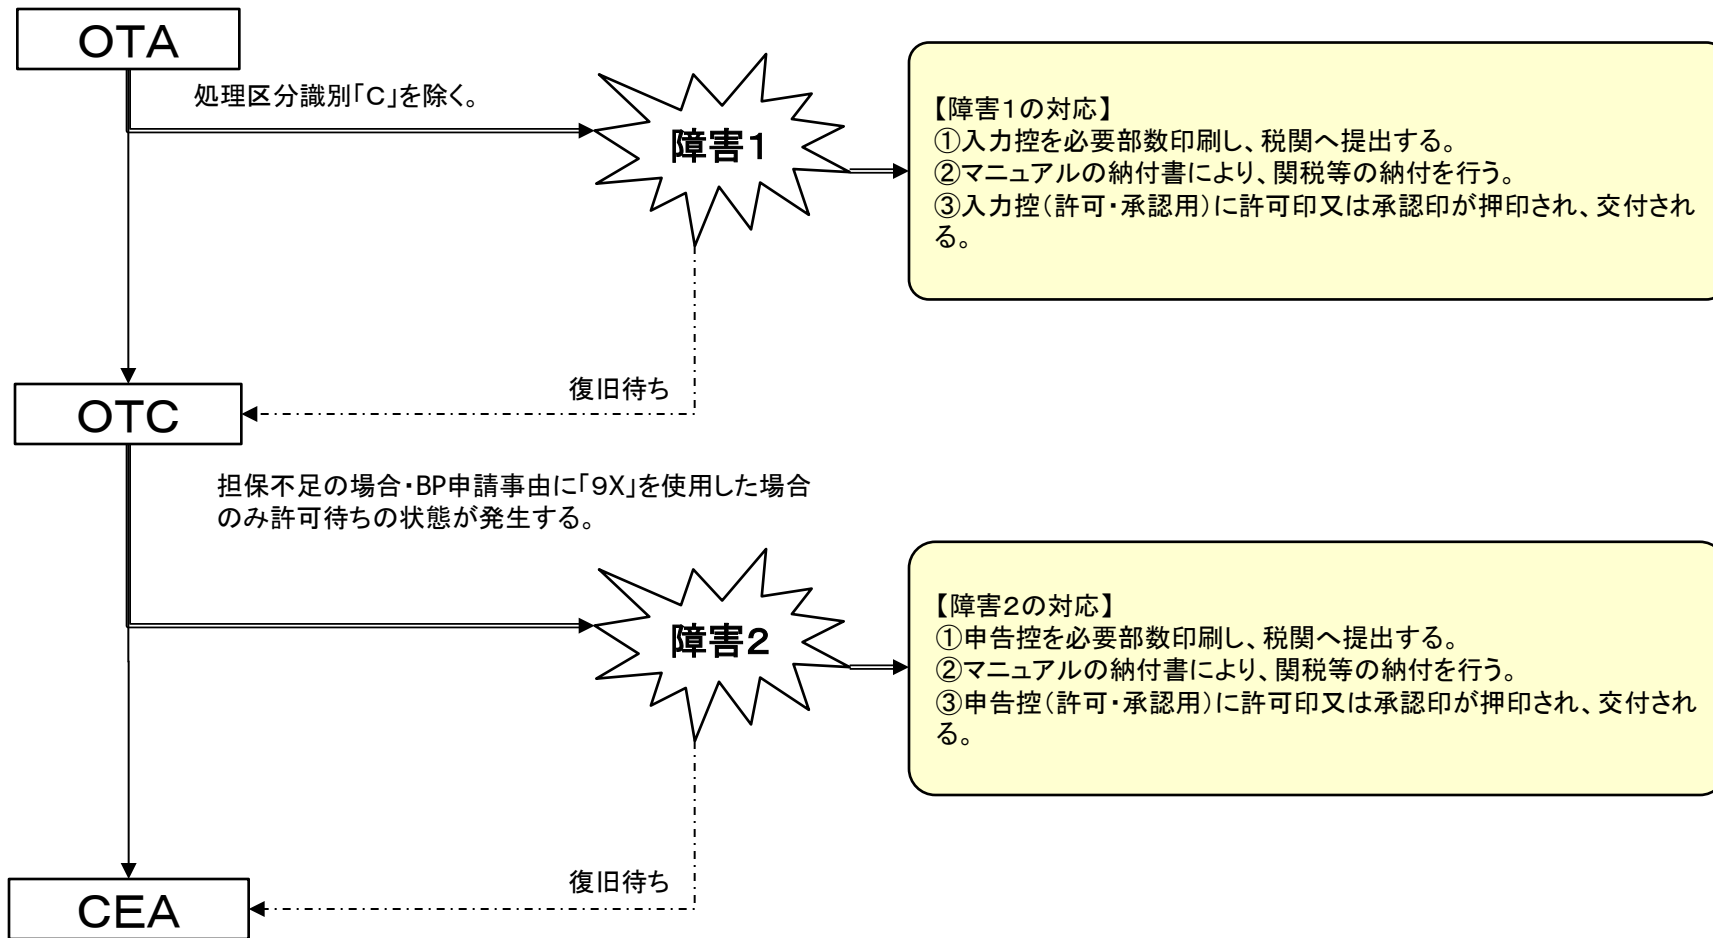 OTA
処理区分識別「C」を除く。
障害1
【障害1の対応】
①入力控を必要部数印刷し、税関へ提出する。
②マニュアルの納付書により、関税等の納付を行う。
③入力控(許可・承認用)に許可印又は承認印が押印され、交付され
る。
復旧待ち
OTC
担保不足の場合・BP申請事由に「9X」を使用した場合
のみ許可待ちの状態が発生する。
障害2
【障害2の対応】
①申告控を必要部数印刷し、税関へ提出する。
②マニュアルの納付書により、関税等の納付を行う。
③申告控(許可・承認用)に許可印又は承認印が押印され、交付され
る。
復旧待ち
CEA